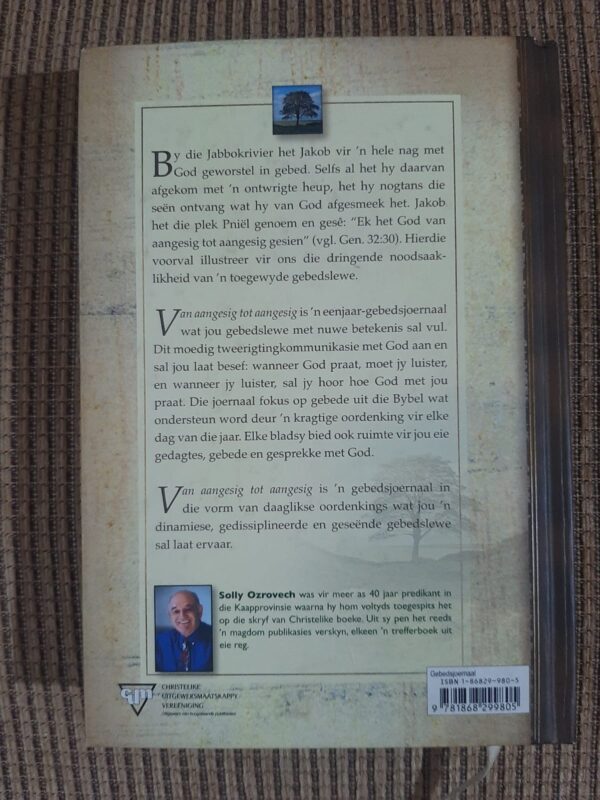 By die Jabbokrivier het Jakob vir 'n hele nag met
God geworstel in gebed. Selfs al het hy daarvan
afgekom met 'n ontwrigte heup, het hy nogtans die
seën ontvang wat hy van God afgesmeek het. Jakob
het die plek Pniël genoem en gesê: “Ek het God van
aangesig tot aangesig gesien” (vgl. Gen. 32:30). Hierdie
voorval illustreer vir ons die dringende noodsaak-
likheid van 'n toegewyde gebedslewe.
Van aangesig tot aangesig is 'n eenjaar-gebedsjoernaal
wat jou gebedslewe met nuwe betekenis sal vul.
Dit moedig tweerigtingkommunikasie met God aan en
sal jou laat besef: wanneer God praat, moet jy luister,
en wanneer jy luister, sal jy hoor hoe God met jou
praat. Die joernaal fokus op gebede uit die Bybel wat
ondersteun word deur 'n kragtige oordenking vir elke
dag van die jaar. Elke bladsy bied ook ruimte vir jou eie
gedagtes, gebede en gesprekke met God.
Van aangesig tot aangesig is 'n gebedsjoernaal in
die vorm van daaglikse oordenkings wat jou 'n
dinamiese, gedissiplineerde en geseënde gebedslewe
sal laat ervaar.
Solly Ozrovech was vir meer as 40 jaar predikant in
die Kaapprovinsie waarna hy hom voltyds toegespits het
op die skryf van Christelike boeke. Uit sy pen het reeds
'n magdom publikasies verskyn, elkeen 'n trefferboek uit
eie reg.
CUM
CHRISTELIKE
UITGEWERSMAATSKAPPY
VERENIGING
Gebedsjoernaal
ISBN 1-86829-980-5
9 781868 299805